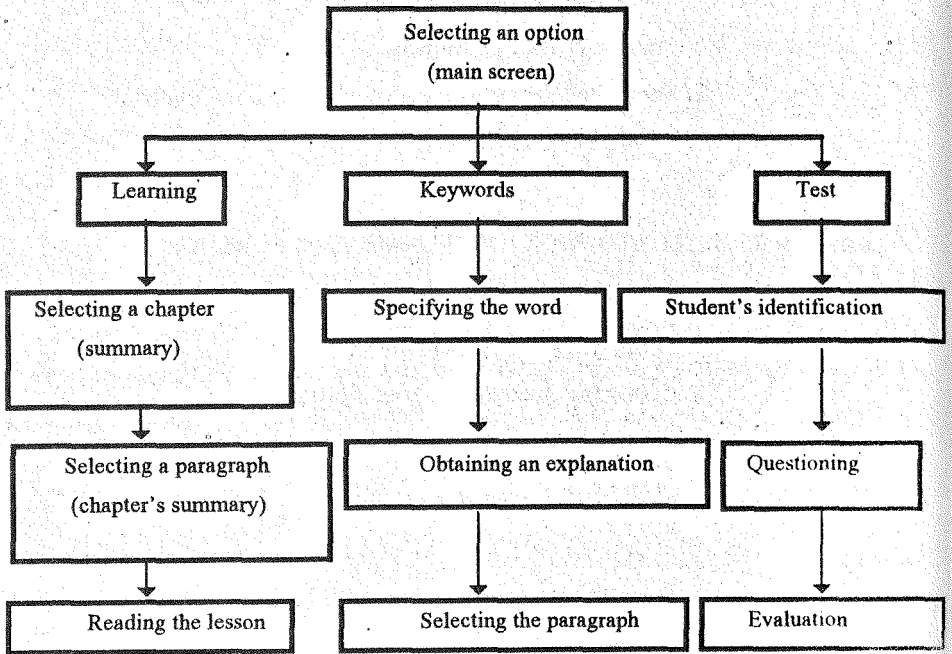 Selecting an option
(main screen)
Learning
Keywords
Test
Selecting a chapter
(summary)
Specifying the word
Student's identification
Selecting a paragraph
(chapter's summary)
Obtaining an explanation
Questioning
Reading the lesson
Selecting the paragraph
Evaluation